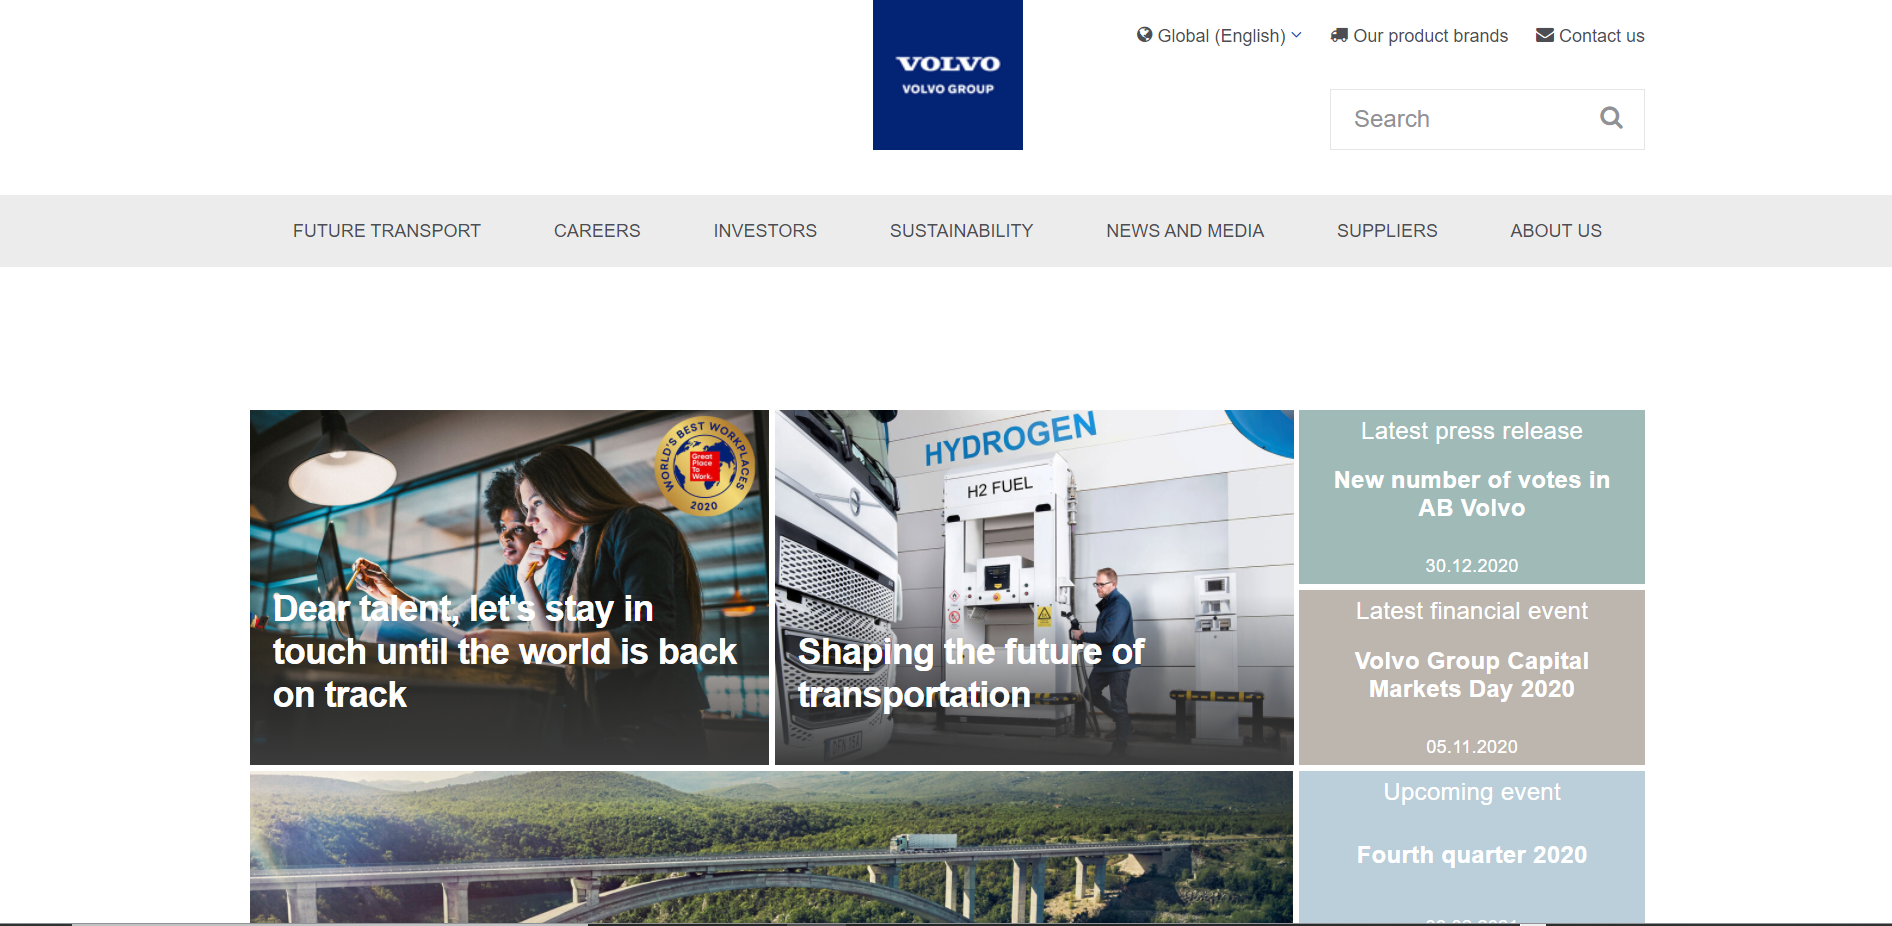 VOLVO
VOLVO GROUP
Global (English)
Our product brands
Contact us
Search
FUTURE TRANSPORT
CAREERS
INVESTORS
SUSTAINABILITY
NEWS AND MEDIA
SUPPLIERS
ABOUT US
WORLD'S BEST WORKPLACES
Great
Place
To
Work.
2020
Dear talent, let's stay in
touch until the world is back
on track
HYDROGEN
H2 FUEL
Shaping the future of
transportation
Latest press release
New number of votes in
AB Volvo
30.12.2020
Latest financial event
Volvo Group Capital
Markets Day 2020
05.11.2020
Upcoming event
Fourth quarter 2020